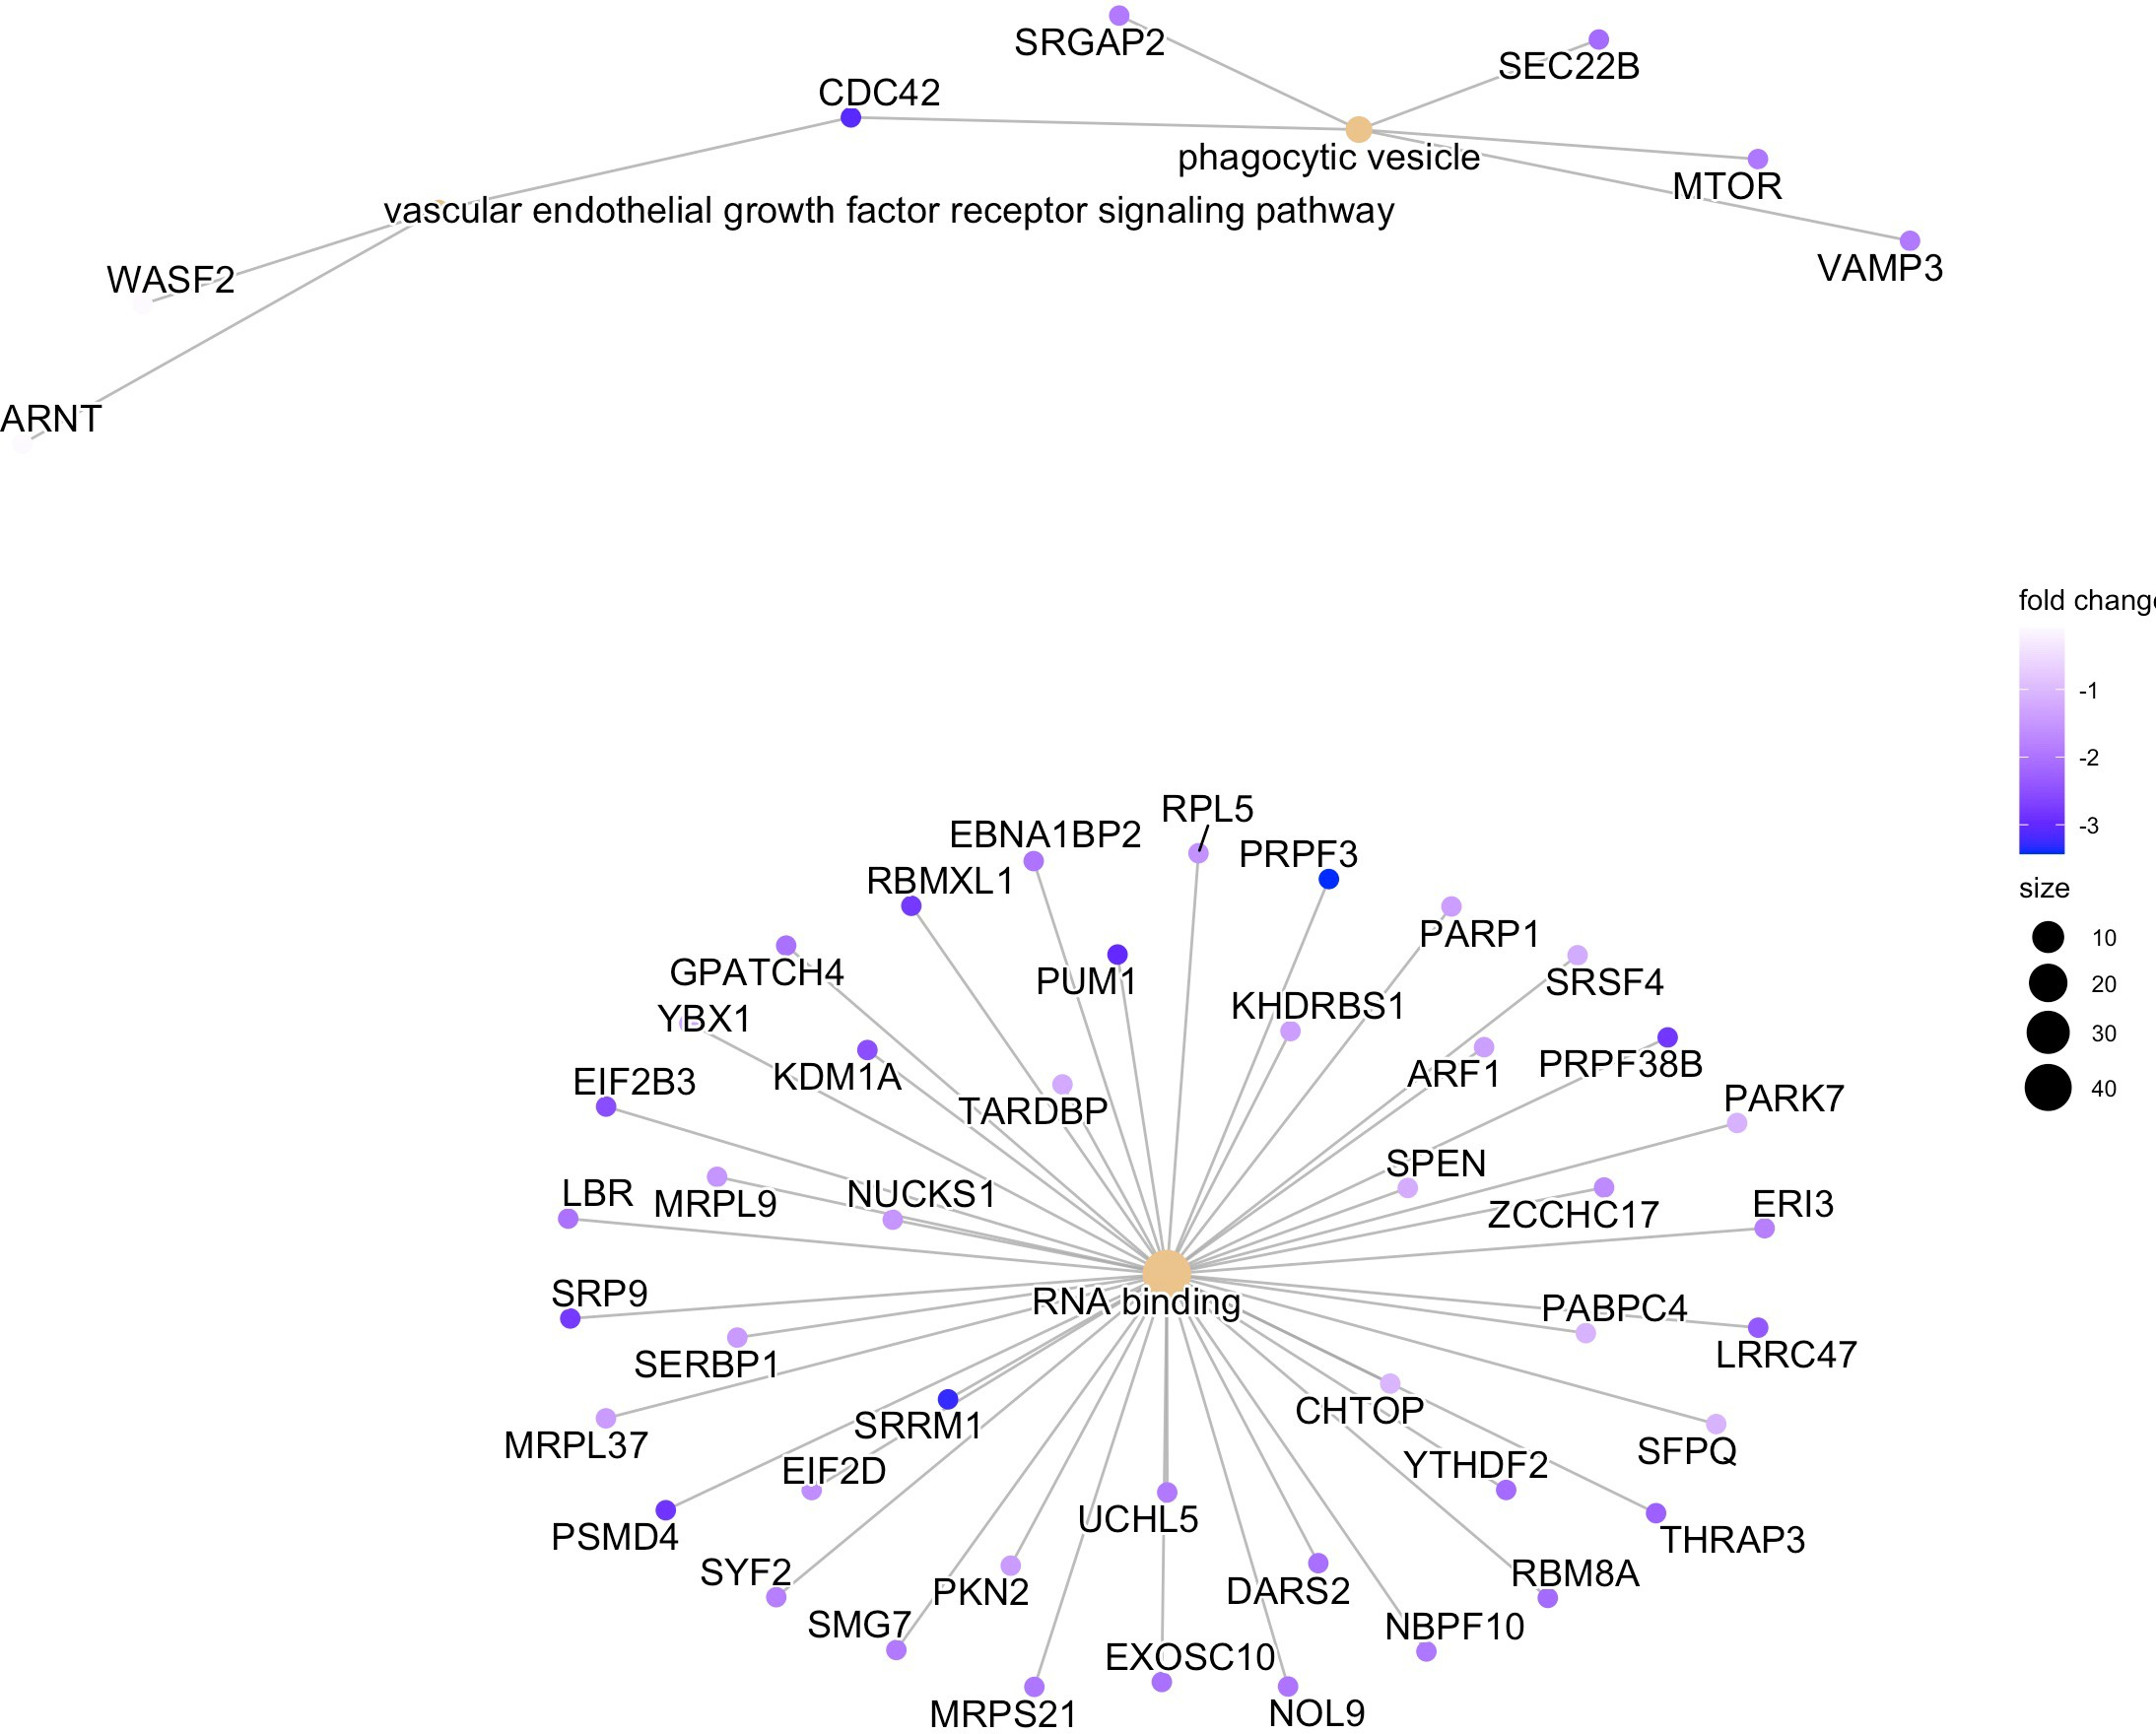 SRGAP2
SEC22B
CDC42
phagocytic vesicle
MTOR
vascular endothelial growth factor receptor signaling pathway
VAMP3
WASF2
ARNT
fold change
-1
-2
-3
size
10
20
30
40
RPL5
EBNA1BP2
PRPF3
RBMXL1
PARP1
GPATCH4
PUM1
SRSF4
YBX1
KHDRBS1
KDM1A
ARF1
PRPF38B
EIF2B3
TARDBP
PARK7
SPEN
LBR
MRPL9
NUCKS1
ZCCHC17
ERI3
SRP9
RNA binding
PABPC4
SERBP1
LRRC47
MRPL37
SRRM1
CHTOP
SFPQ
EIF2D
YTHDF2
PSMD4
UCHL5
THRAP3
SYF2
PKN2
DARS2
RBM8A
SMG7
NBPF10
EXOSC10
MRPS21
NOL9